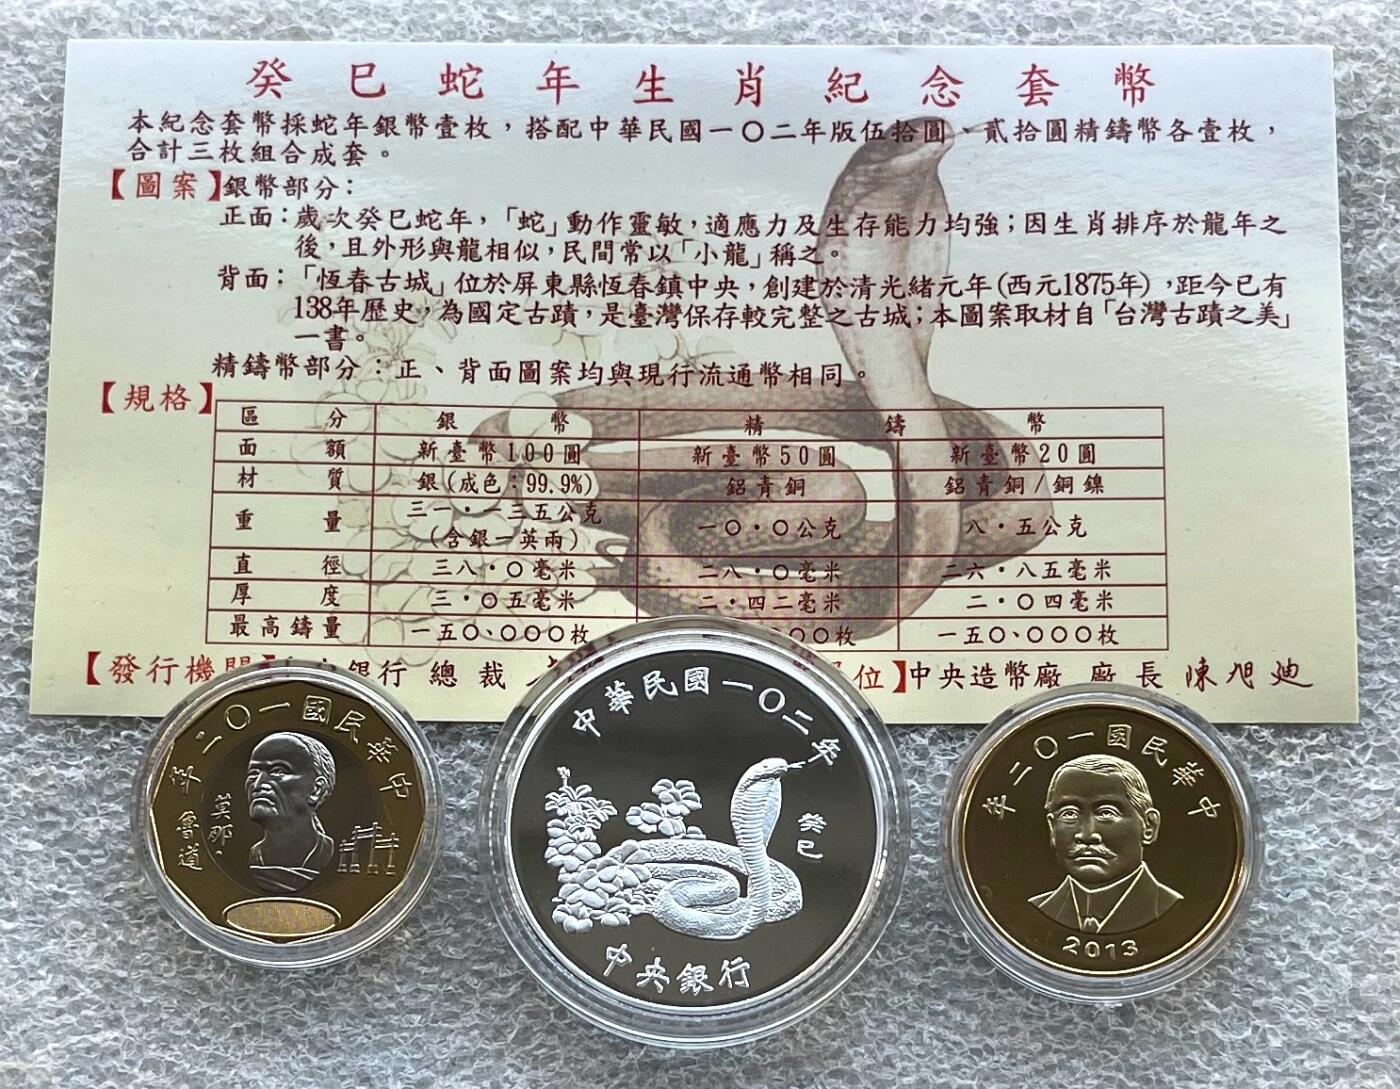 癸巳蛇年生肖紀念套幣
本紀念套幣採蛇年銀幣壹枚，搭配中華民國一〇二年版伍拾圓、貳拾圓精鑄幣各壹枚，
合計三枚組合成套。
【圖案】銀幣部分：
正面：歲次癸巳蛇年，「蛇」動作靈敏，適應力及生存能力均強；因生肖排序於龍年之
後，且外形與龍相似，民間常以「小龍」稱之。
背面：「恆春古城」位於屏東縣恆春鎮中央，創建於清光緒元年（西元1875年），距今已有
138年歷史，為國定古蹟，是臺灣保存較完整之古城；本圖案取材自「台灣古蹟之美」
一書。
精鑄幣部分：正、背面圖案均與現行流通幣相同。
【規格】
區分 銀幣 精鑄幣
面額 新臺幣100圓 新臺幣50圓 新臺幣20圓
材質 銀(成色：99.9%) 鋁青銅 鋁青銅/銅鎳
重量 三一・一三五公克 一〇・〇公克 八・五公克
(含銀一英兩)
直徑 三八・〇毫米 二八・〇毫米 二六・八五毫米
厚度 三・〇五毫米 二・四二毫米 二・〇四毫米
最高鑄量 一五〇、〇〇〇枚 〇〇枚 一五〇、〇〇〇枚
【發行機關】 銀行 總裁 位】中央造幣廠 廠長 陳旭迪
中華民國一〇二年
莫那・
魯道
中華民國一〇二年
癸巳
中央銀行
中華民國一〇二年
2013